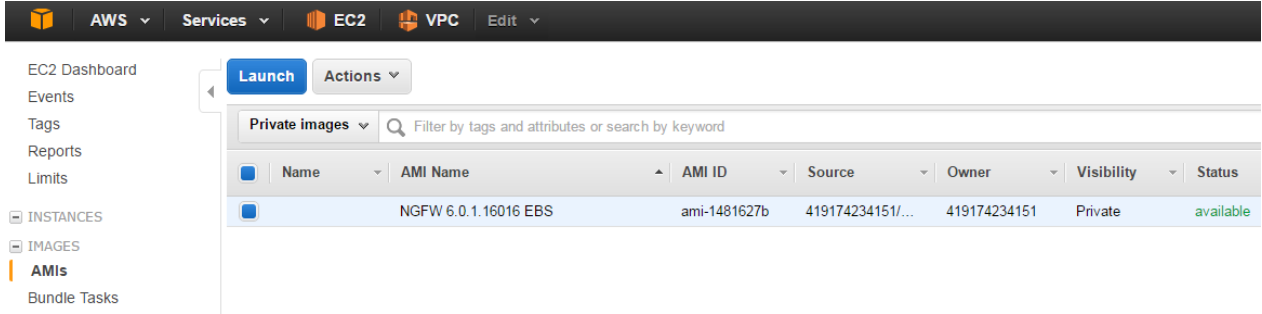 AWS Services EC2 VPC Edit
EC2 Dashboard
Events
Tags
Reports
Limits
INSTANCES
IMAGES
AMIs
Bundle Tasks
Launch Actions
Private images Filter by tags and attributes or search by keyword
Name AMI Name AMI ID Source Owner Visibility Status
NGFW 6.0.1.16016 EBS ami-1481627b 419174234151/... 419174234151 Private available